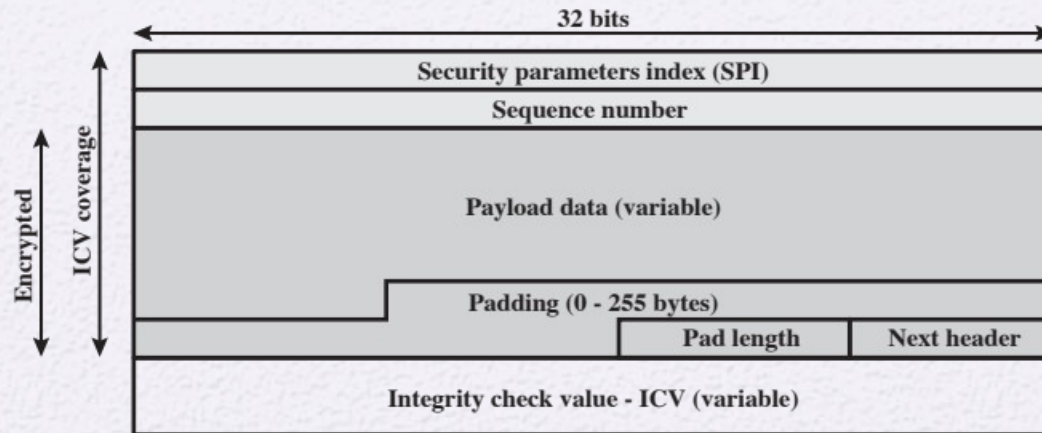 32 bits
Security parameters index (SPI)
Sequence number
Encrypted
ICV coverage
Payload data (variable)
Padding (0 - 255 bytes)
Pad length
Next header
Integrity check value - ICV (variable)